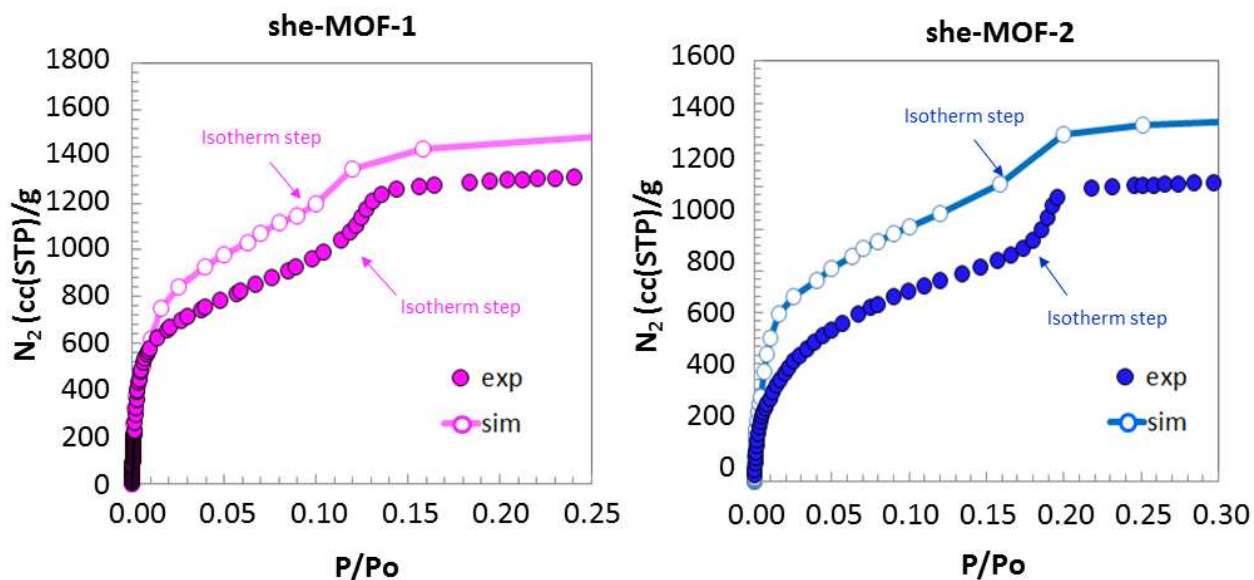 she-MOF-1
1800
1600
1400
1200
1000
800
600
400
200
0
N2 (cc(STP)/g
Isotherm step
Isotherm step
exp
sim
0.00 0.05 0.10 0.15 0.20 0.25
P/Po
she-MOF-2
1600
1400
1200
1000
800
600
400
200
0
N2 (cc(STP)/g
Isotherm step
Isotherm step
exp
sim
0.00 0.05 0.10 0.15 0.20 0.25 0.30
P/Po